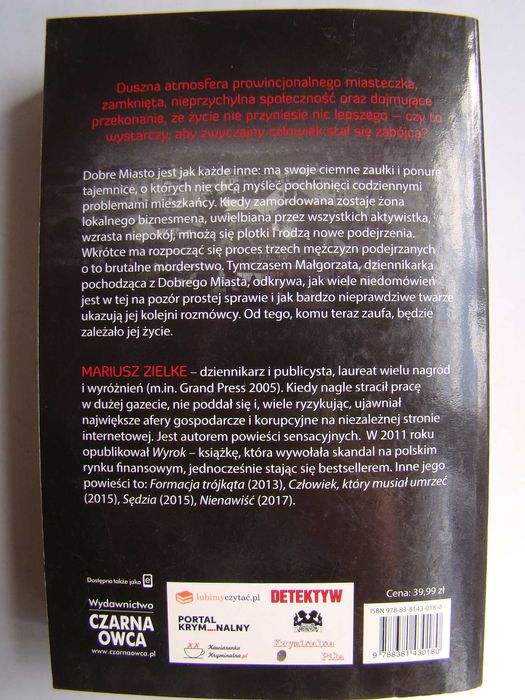 Duszna atmosfera prowincjonalnego miasteczka,
zamknięta, nieprzychylna społeczność oraz dojmujące
przekonanie, że życie nie przyniesie nic lepszego – czy to
wystarczy, aby zwyczajny człowiek stał się zabójcą?
Dobre Miasto jest jak każde inne: ma swoje ciemne zaułki i ponure
tajemnice, o których nie chcą myśleć pochłonięci codziennymi
problemami mieszkańcy. Kiedy zamordowana zostaje żona
lokalnego biznesmena, uwielbiana przez wszystkich aktywistka,
wzrasta niepokój, mnożą się plotki i rodzą nowe podejrzenia.
Wkrótce ma rozpocząć się proces trzech mężczyzn podejrzanych
o to brutalne morderstwo. Tymczasem Małgorzata, dziennikarka
pochodząca z Dobrego Miasta, odkrywa, jak wiele niedomówień
jest w tej na pozór prostej sprawie i jak bardzo nieprawdziwe twarze
ukazują jej kolejni rozmówcy. Od tego, komu teraz zaufa, będzie
zależało jej życie.
MARIUSZ ZIELKE – dziennikarz i publicysta, laureat wielu nagród
i wyróżnień (m.in. Grand Press 2005). Kiedy nagle stracił pracę
w dużej gazecie, nie poddał się i, wiele ryzykując, ujawniał
największe afery gospodarcze i korupcyjne na niezależnej stronie
internetowej. Jest autorem powieści sensacyjnych. W 2011 roku
opublikował Wyrok – książkę, która wywołała skandal na polskim
rynku finansowym, jednocześnie stając się bestsellerem. Inne jego
powieści to: Formacja trójkąta (2013), Człowiek, który musiał umrzeć
(2015), Sędzia (2015), Nienawiść (2017).
Dostępna także jako e
Wydawnictwo
CZARNA
OWCA
www.czarnaowca.pl
lubimyczytać.pl
DETEKTYW
PORTAL
KRYM NALNY
Kawiarenka
Kryminalna.pl
Cena: 39,99 zł
ISBN 978-83-8143-018-0
9 788381 430180